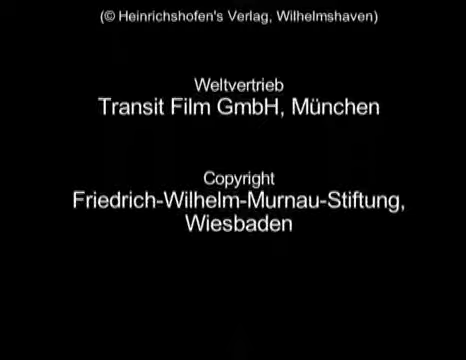 (© Heinrichshofen's Verlag, Wilhelmshaven)
Weltvertrieb
Transit Film GmbH, München
Copyright
Friedrich-Wilhelm-Murnau-Stiftung,
Wiesbaden